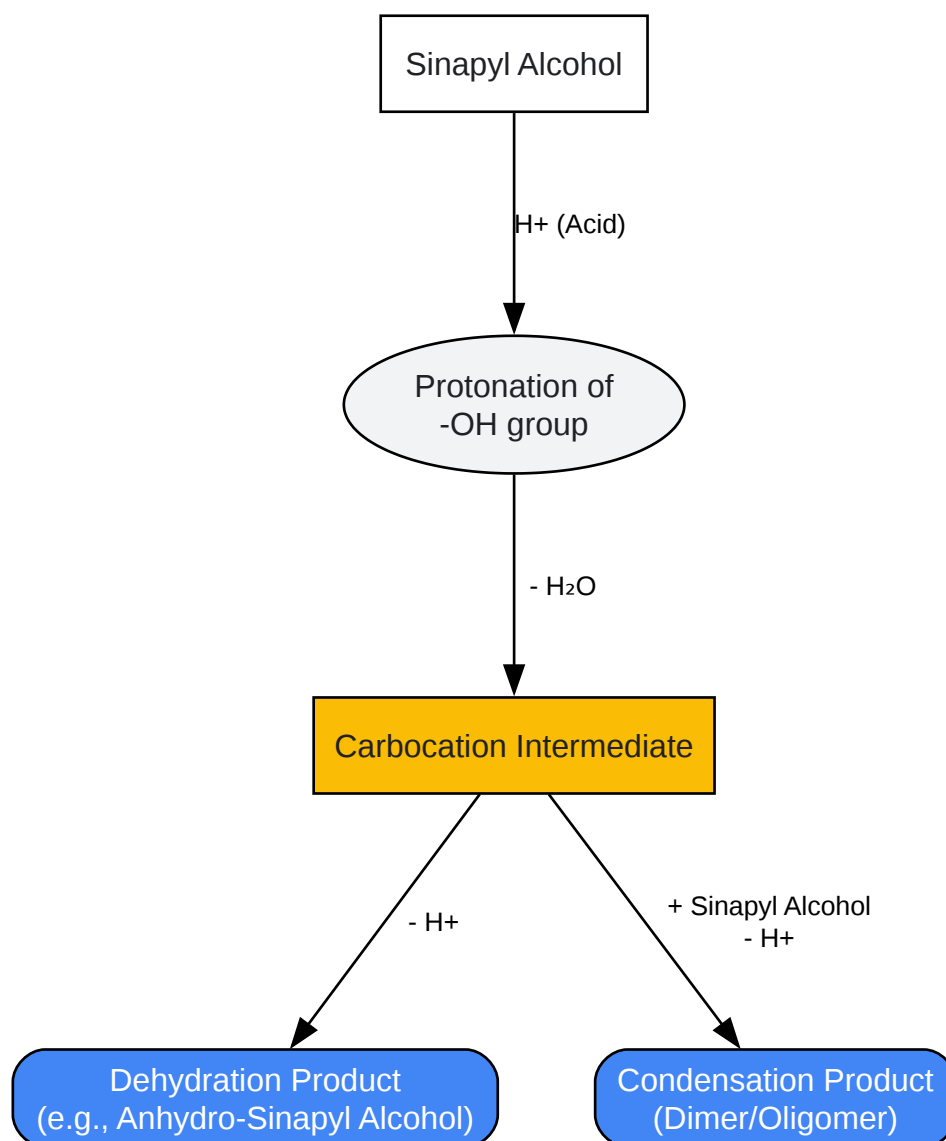 Sinapyl Alcohol
H+ (Acid)
Protonation of
-OH group
- H₂O
Carbocation Intermediate
- H+
+ Sinapyl Alcohol
- H+
Dehydration Product
(e.g., Anhydro-Sinapyl Alcohol)
Condensation Product
(Dimer/Oligomer)